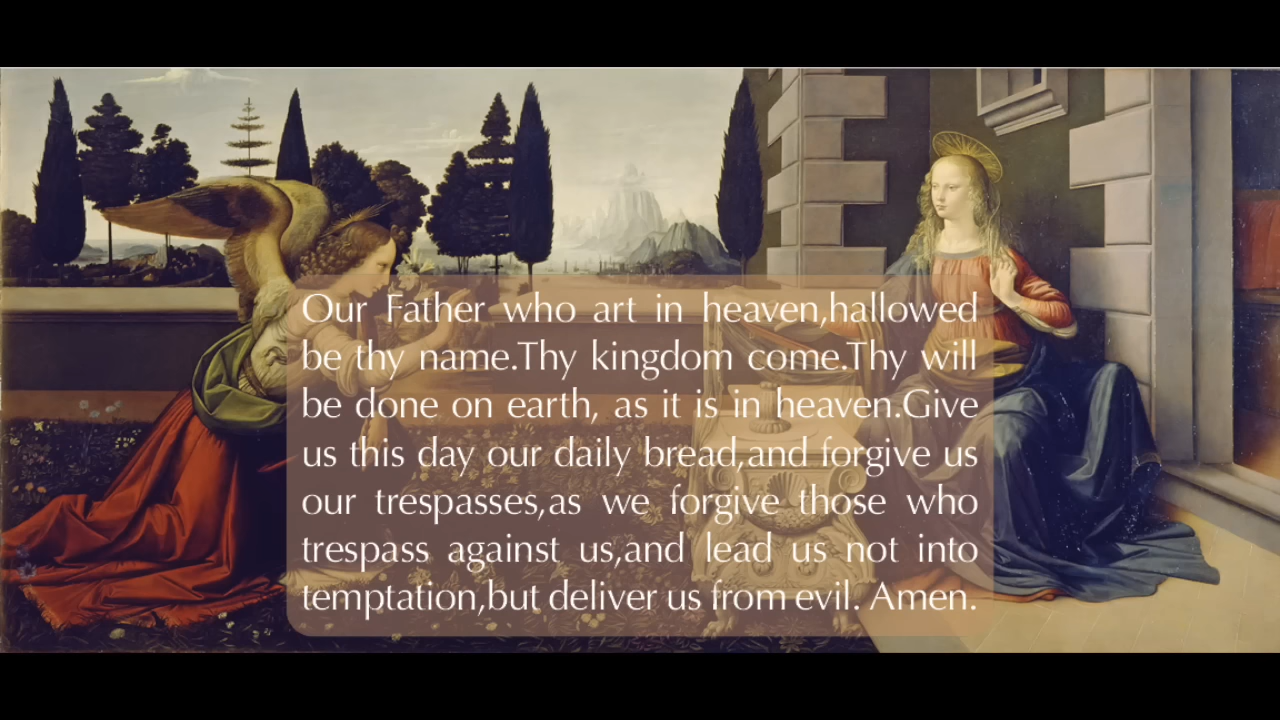 Our Father who art in heaven,hallowed
be thy name.Thy kingdom come.Thy will
be done on earth, as it is in heaven.Give
us this day our daily bread,and forgive us
our trespasses,as we forgive those who
trespass against us,and lead us not into
temptation,but deliver us from evil. Amen.